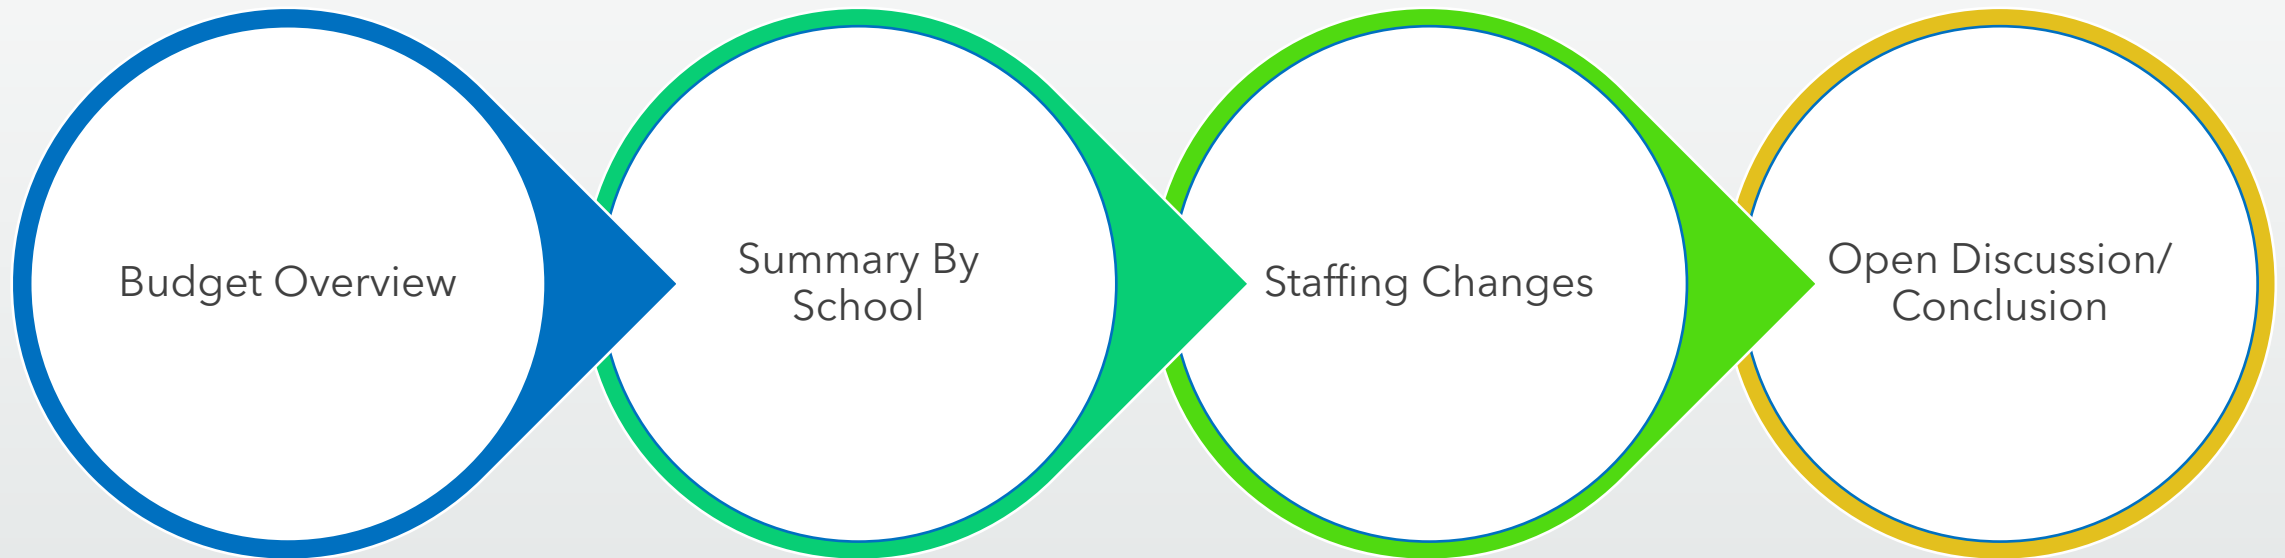 Budget Overview
Summary By
School
Staffing Changes
Open Discussion/
Conclusion